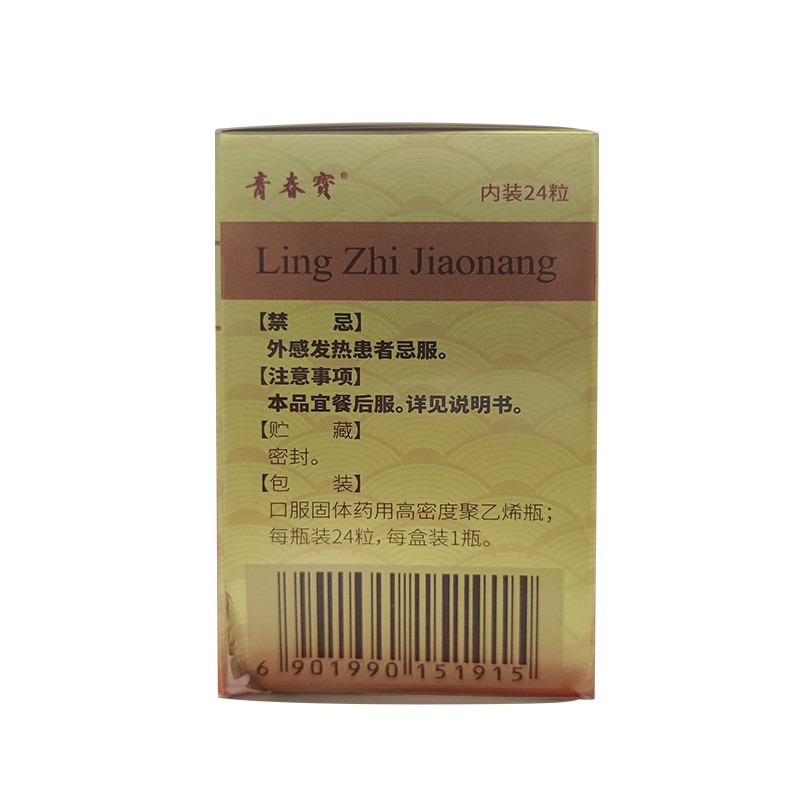 青春宝®
内装24粒
Ling Zhi Jiaonang
【禁 忌】
外感发热患者忌服。
【注意事项】
本品宜餐后服。详见说明书。
【贮 藏】
密封。
【包 装】
口服固体药用高密度聚乙烯瓶；
每瓶装24粒，每盒装1瓶。
6 901990 151915